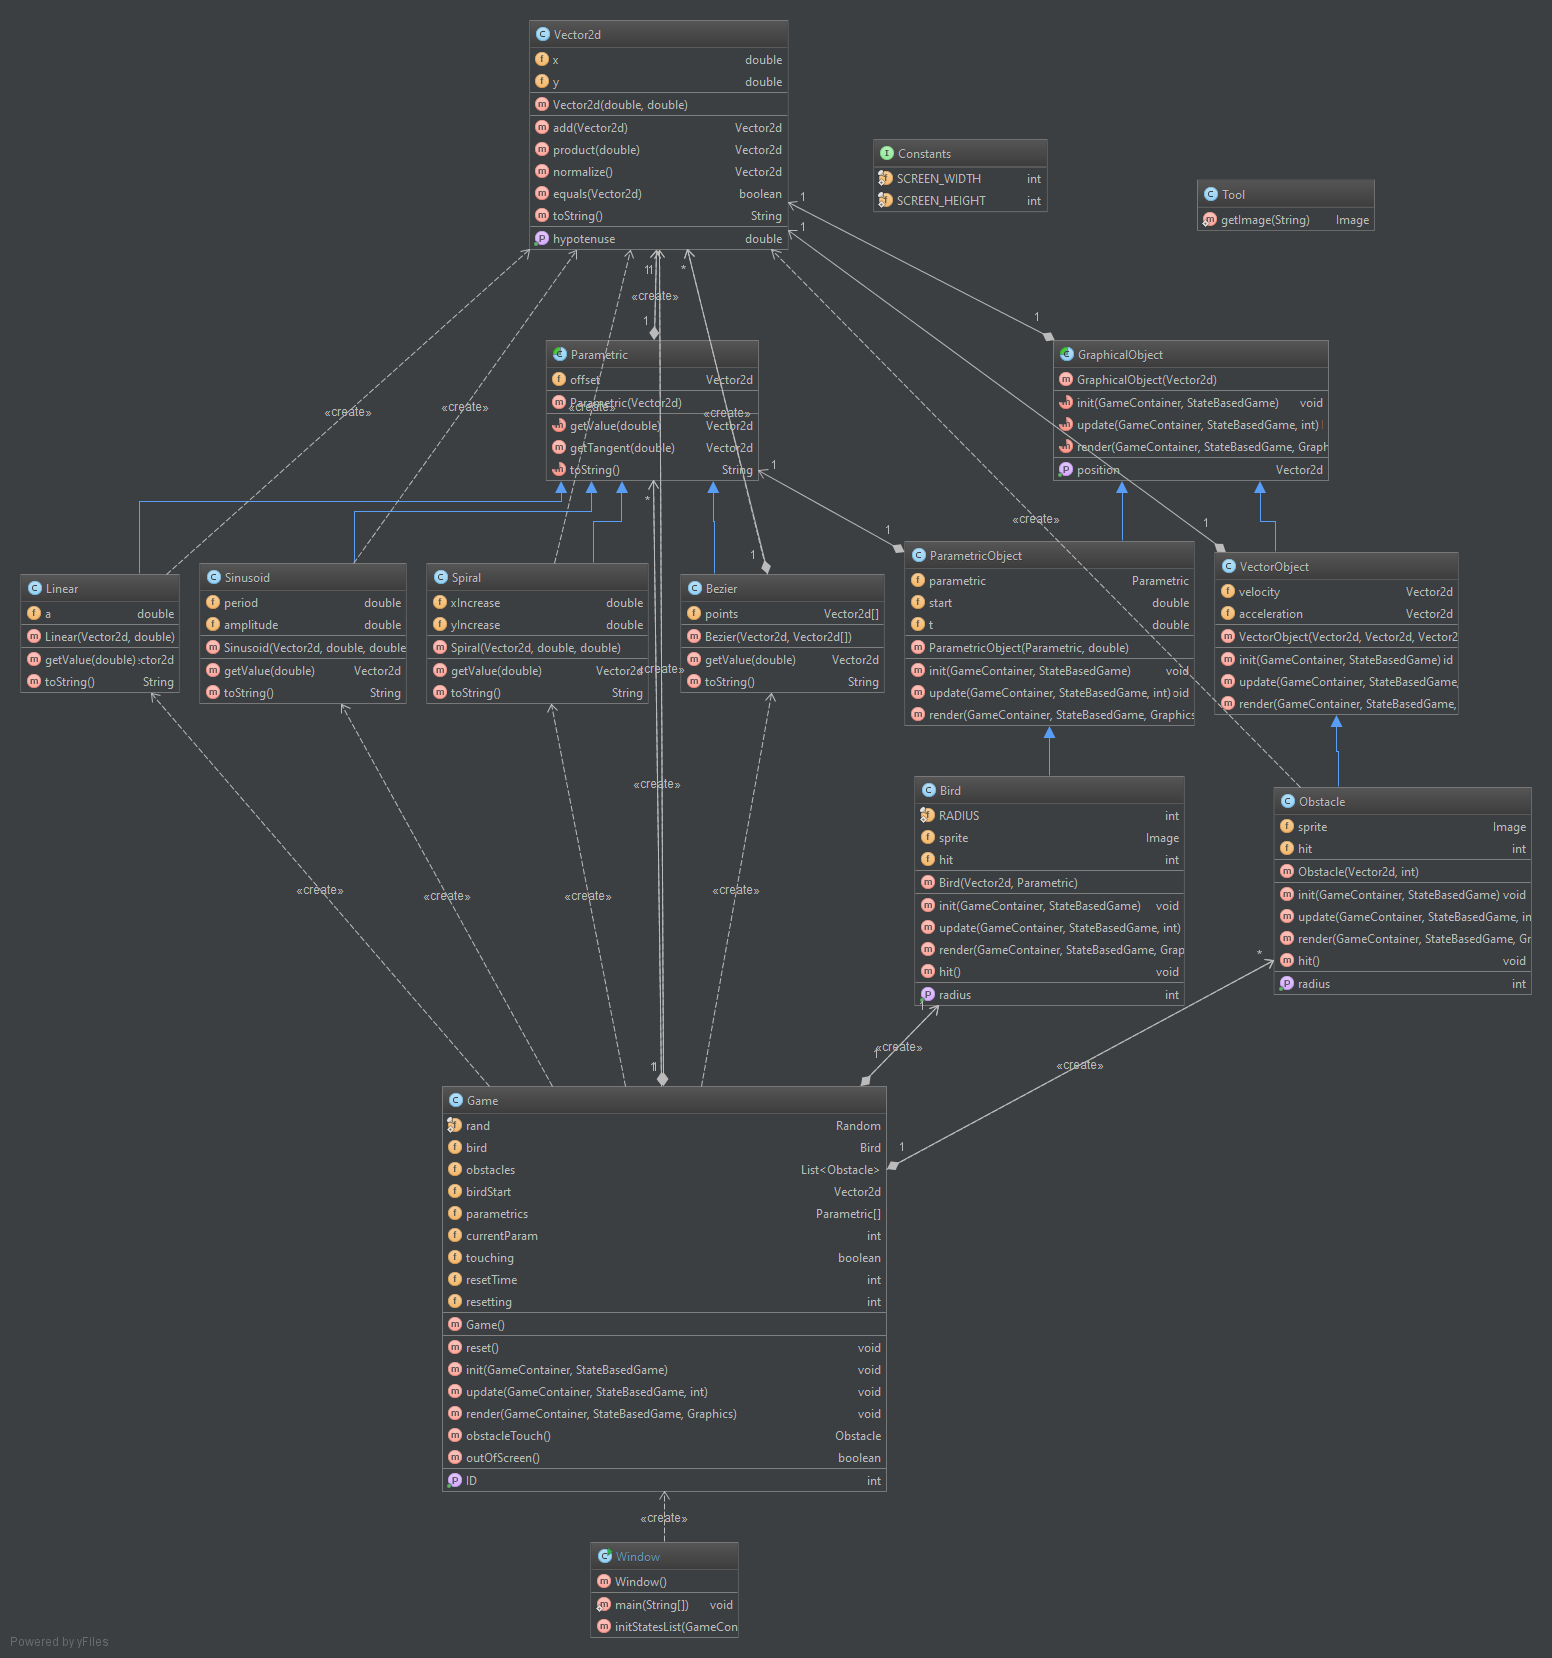 Vector2d
x double
y double
Vector2d(double, double)
add(Vector2d) Vector2d
product(double) Vector2d
normalize() Vector2d
equals(Vector2d) boolean
toString() String
hypotenuse double
Constants
SCREEN_WIDTH int
SCREEN_HEIGHT int
Tool
getImage(String) Image
1
1
1 1 *
«create»
1
1
Parametric
offset Vector2d
Parametric(Vector2d)
getValue(double) Vector2d
getTangent(double) Vector2d
toString() String
GraphicalObject
GraphicalObject(Vector2d)
init(GameContainer, StateBasedGame) void
update(GameContainer, StateBasedGame, int)
render(GameContainer, StateBasedGame, Graph
position Vector2d
«create»
«create»
«create»
«create»
1
*
1
1
«create»
1
Linear
a double
Linear(Vector2d, double)
getValue(double) :ctor2d
toString() String
Sinusoid
period double
amplitude double
Sinusoid(Vector2d, double, double
getValue(double) Vector2d
toString() String
Spiral
xIncrease double
yIncrease double
Spiral(Vector2d, double, double)
getValue(double) Vector2d
toString() String
«create»
Bezier
points Vector2d[]
Bezier(Vector2d, Vector2d[])
getValue(double) Vector2d
toString() String
ParametricObject
parametric Parametric
start double
t double
ParametricObject(Parametric, double)
init(GameContainer, StateBasedGame) void
update(GameContainer, StateBasedGame, int) oid
render(GameContainer, StateBasedGame, Graphics
VectorObject
velocity Vector2d
acceleration Vector2d
VectorObject(Vector2d, Vector2d, Vector2
init(GameContainer, StateBasedGame) id
update(GameContainer, StateBasedGame,
render(GameContainer, StateBasedGame,
«create»
Bird
RADIUS int
sprite Image
hit int
Bird(Vector2d, Parametric)
init(GameContainer, StateBasedGame) void
update(GameContainer, StateBasedGame, int)
render(GameContainer, StateBasedGame, Grap
hit() void
radius int
Obstacle
sprite Image
hit int
Obstacle(Vector2d, int)
init(GameContainer, StateBasedGame) void
update(GameContainer, StateBasedGame, in
render(GameContainer, StateBasedGame, Gr
hit() void
radius int
«create»
«create»
«create»
«create»
*
1
1 «create»
«create»
1 1
1
Game
rand Random
bird Bird
obstacles List<Obstacle>
birdStart Vector2d
parametrics Parametric[]
currentParam int
touching boolean
resetTime int
resetting int
Game()
reset() void
init(GameContainer, StateBasedGame) void
update(GameContainer, StateBasedGame, int) void
render(GameContainer, StateBasedGame, Graphics) void
obstacleTouch() Obstacle
outOfScreen() boolean
ID int
«create»
Window
Window()
main(String[]) void
initStatesList(GameCon
Powered by yFiles